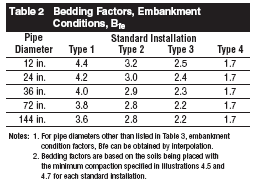 Table 2 Bedding Factors, Embankment
Conditions, Bfe
Pipe Standard Installation
Diameter Type 1 Type 2 Type 3 Type 4
12 in. 4.4 3.2 2.5 1.7
24 in. 4.2 3.0 2.4 1.7
36 in. 4.0 2.9 2.3 1.7
72 in. 3.8 2.8 2.2 1.7
144 in. 3.6 2.8 2.2 1.7
Notes: 1. For pipe diameters other than listed in Table 3, embankment
condition factors, Bfe can be obtained by interpolation.
2. Bedding factors are based on the soils being placed with
the minimum compaction specified in Illustrations 4.5 and
4.7 for each standard installation.